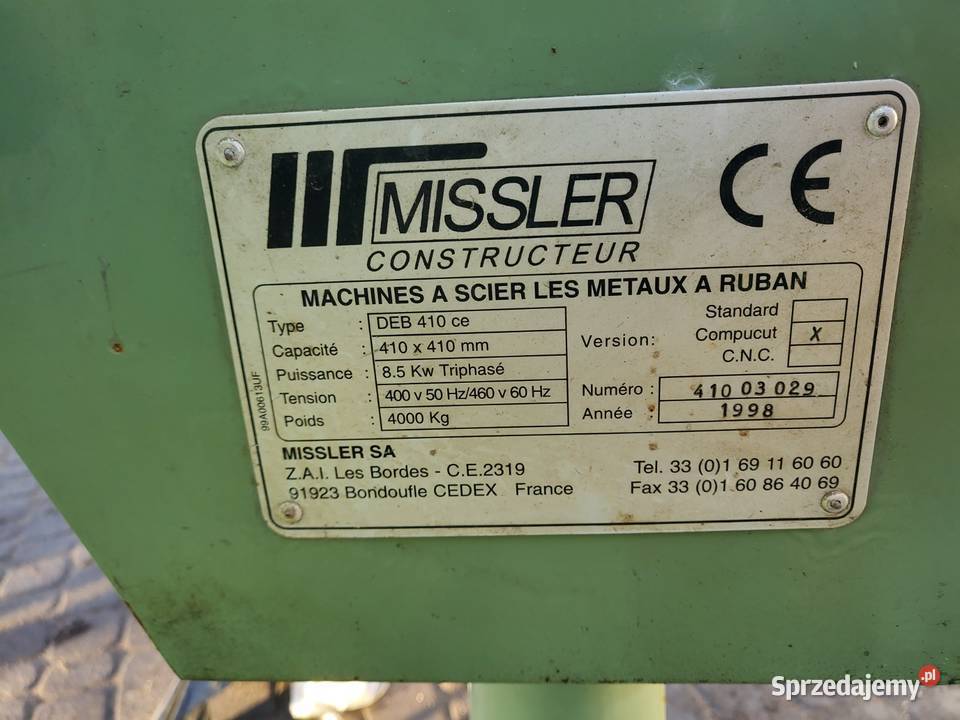 MISSLER
CONSTRUCTEUR
CE
MACHINES A SCIER LES METAUX A RUBAN
Type : DEB 410 ce
Capacité : 410 x 410 mm
Puissance : 8.5 Kw Triphasé
Tension : 400 v 50 Hz/460 v 60 Hz
Poids : 4000 Kg
Version: Standard
Compucut X
C.N.C.
Numéro : 410 03 029
Année : 1998
99A00613UF
MISSLER SA
Z.A.I. Les Bordes - C.E.2319
91923 Bondoufle CEDEX France
Tel. 33 (0)1 69 11 60 60
Fax 33 (0)1 60 86 40 69
Sprzedajemy.pl